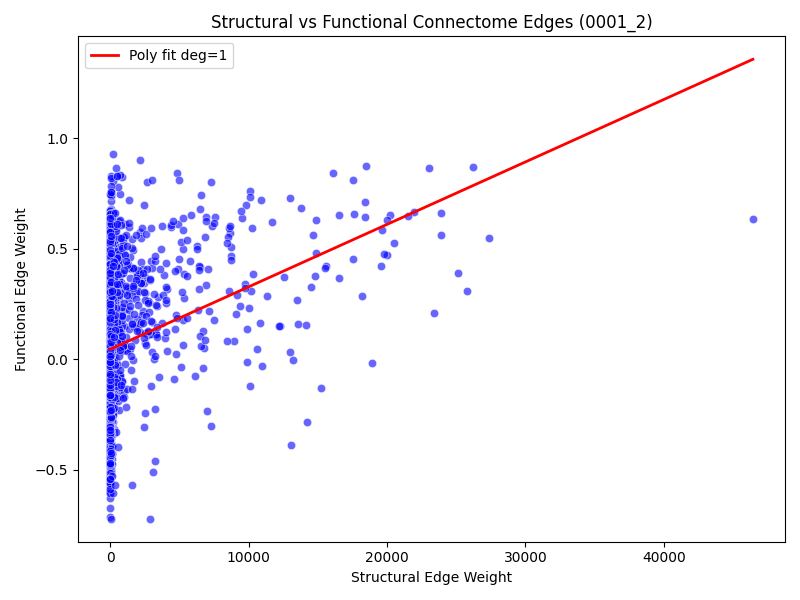 Structural vs Functional Connectome Edges (0001_2)
Poly fit deg=1
1.0
0.5
0.0
−0.5
Functional Edge Weight
0 10000 20000 30000 40000
Structural Edge Weight